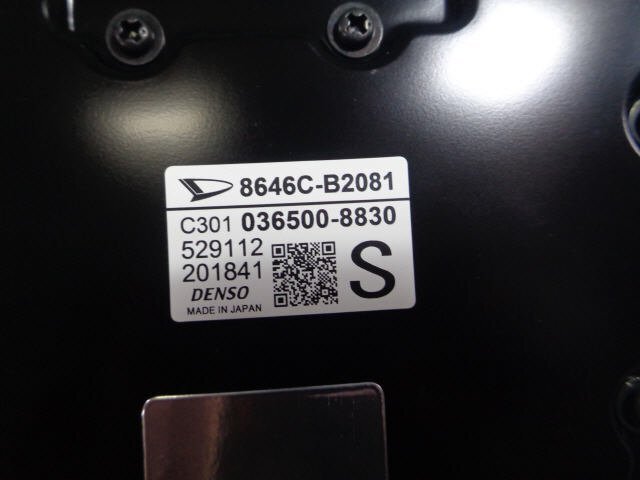 8646C-B2081
C301 036500-8830
529112
201841
DENSO
MADE IN JAPAN
S